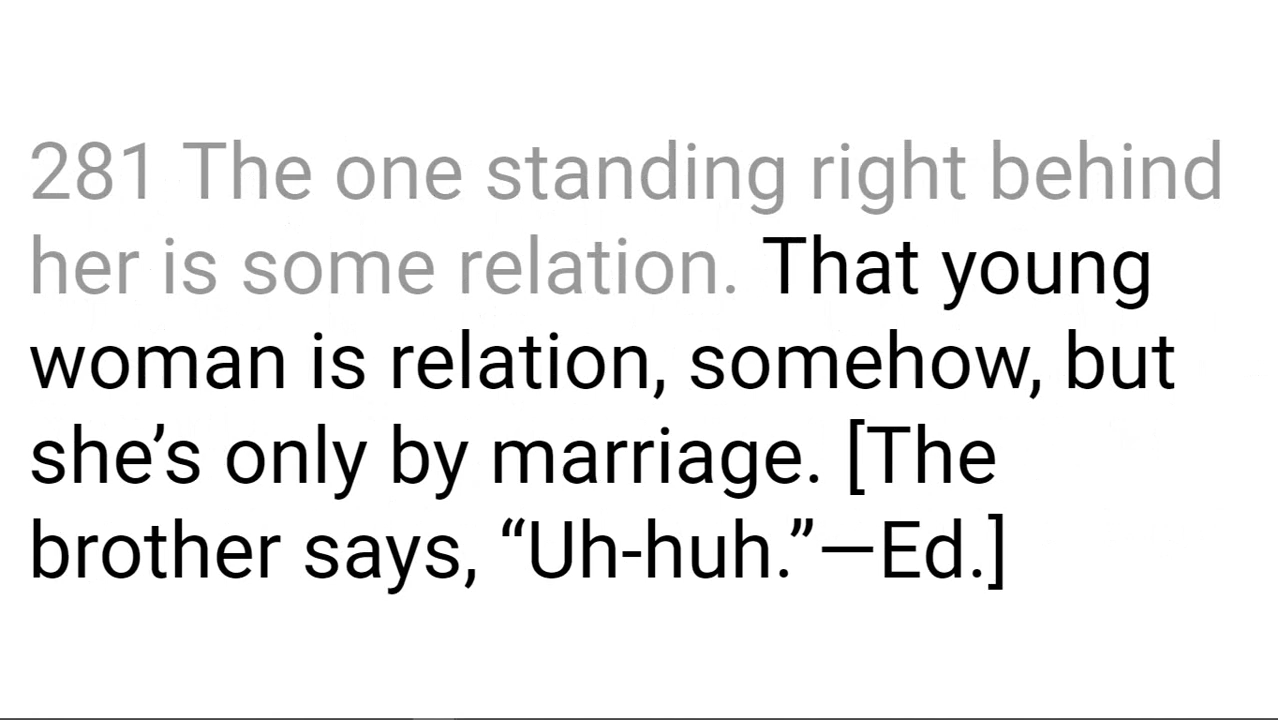 281 The one standing right behind
her is some relation. That young
woman is relation, somehow, but
she’s only by marriage. [The
brother says, “Uh-huh.”—Ed.]